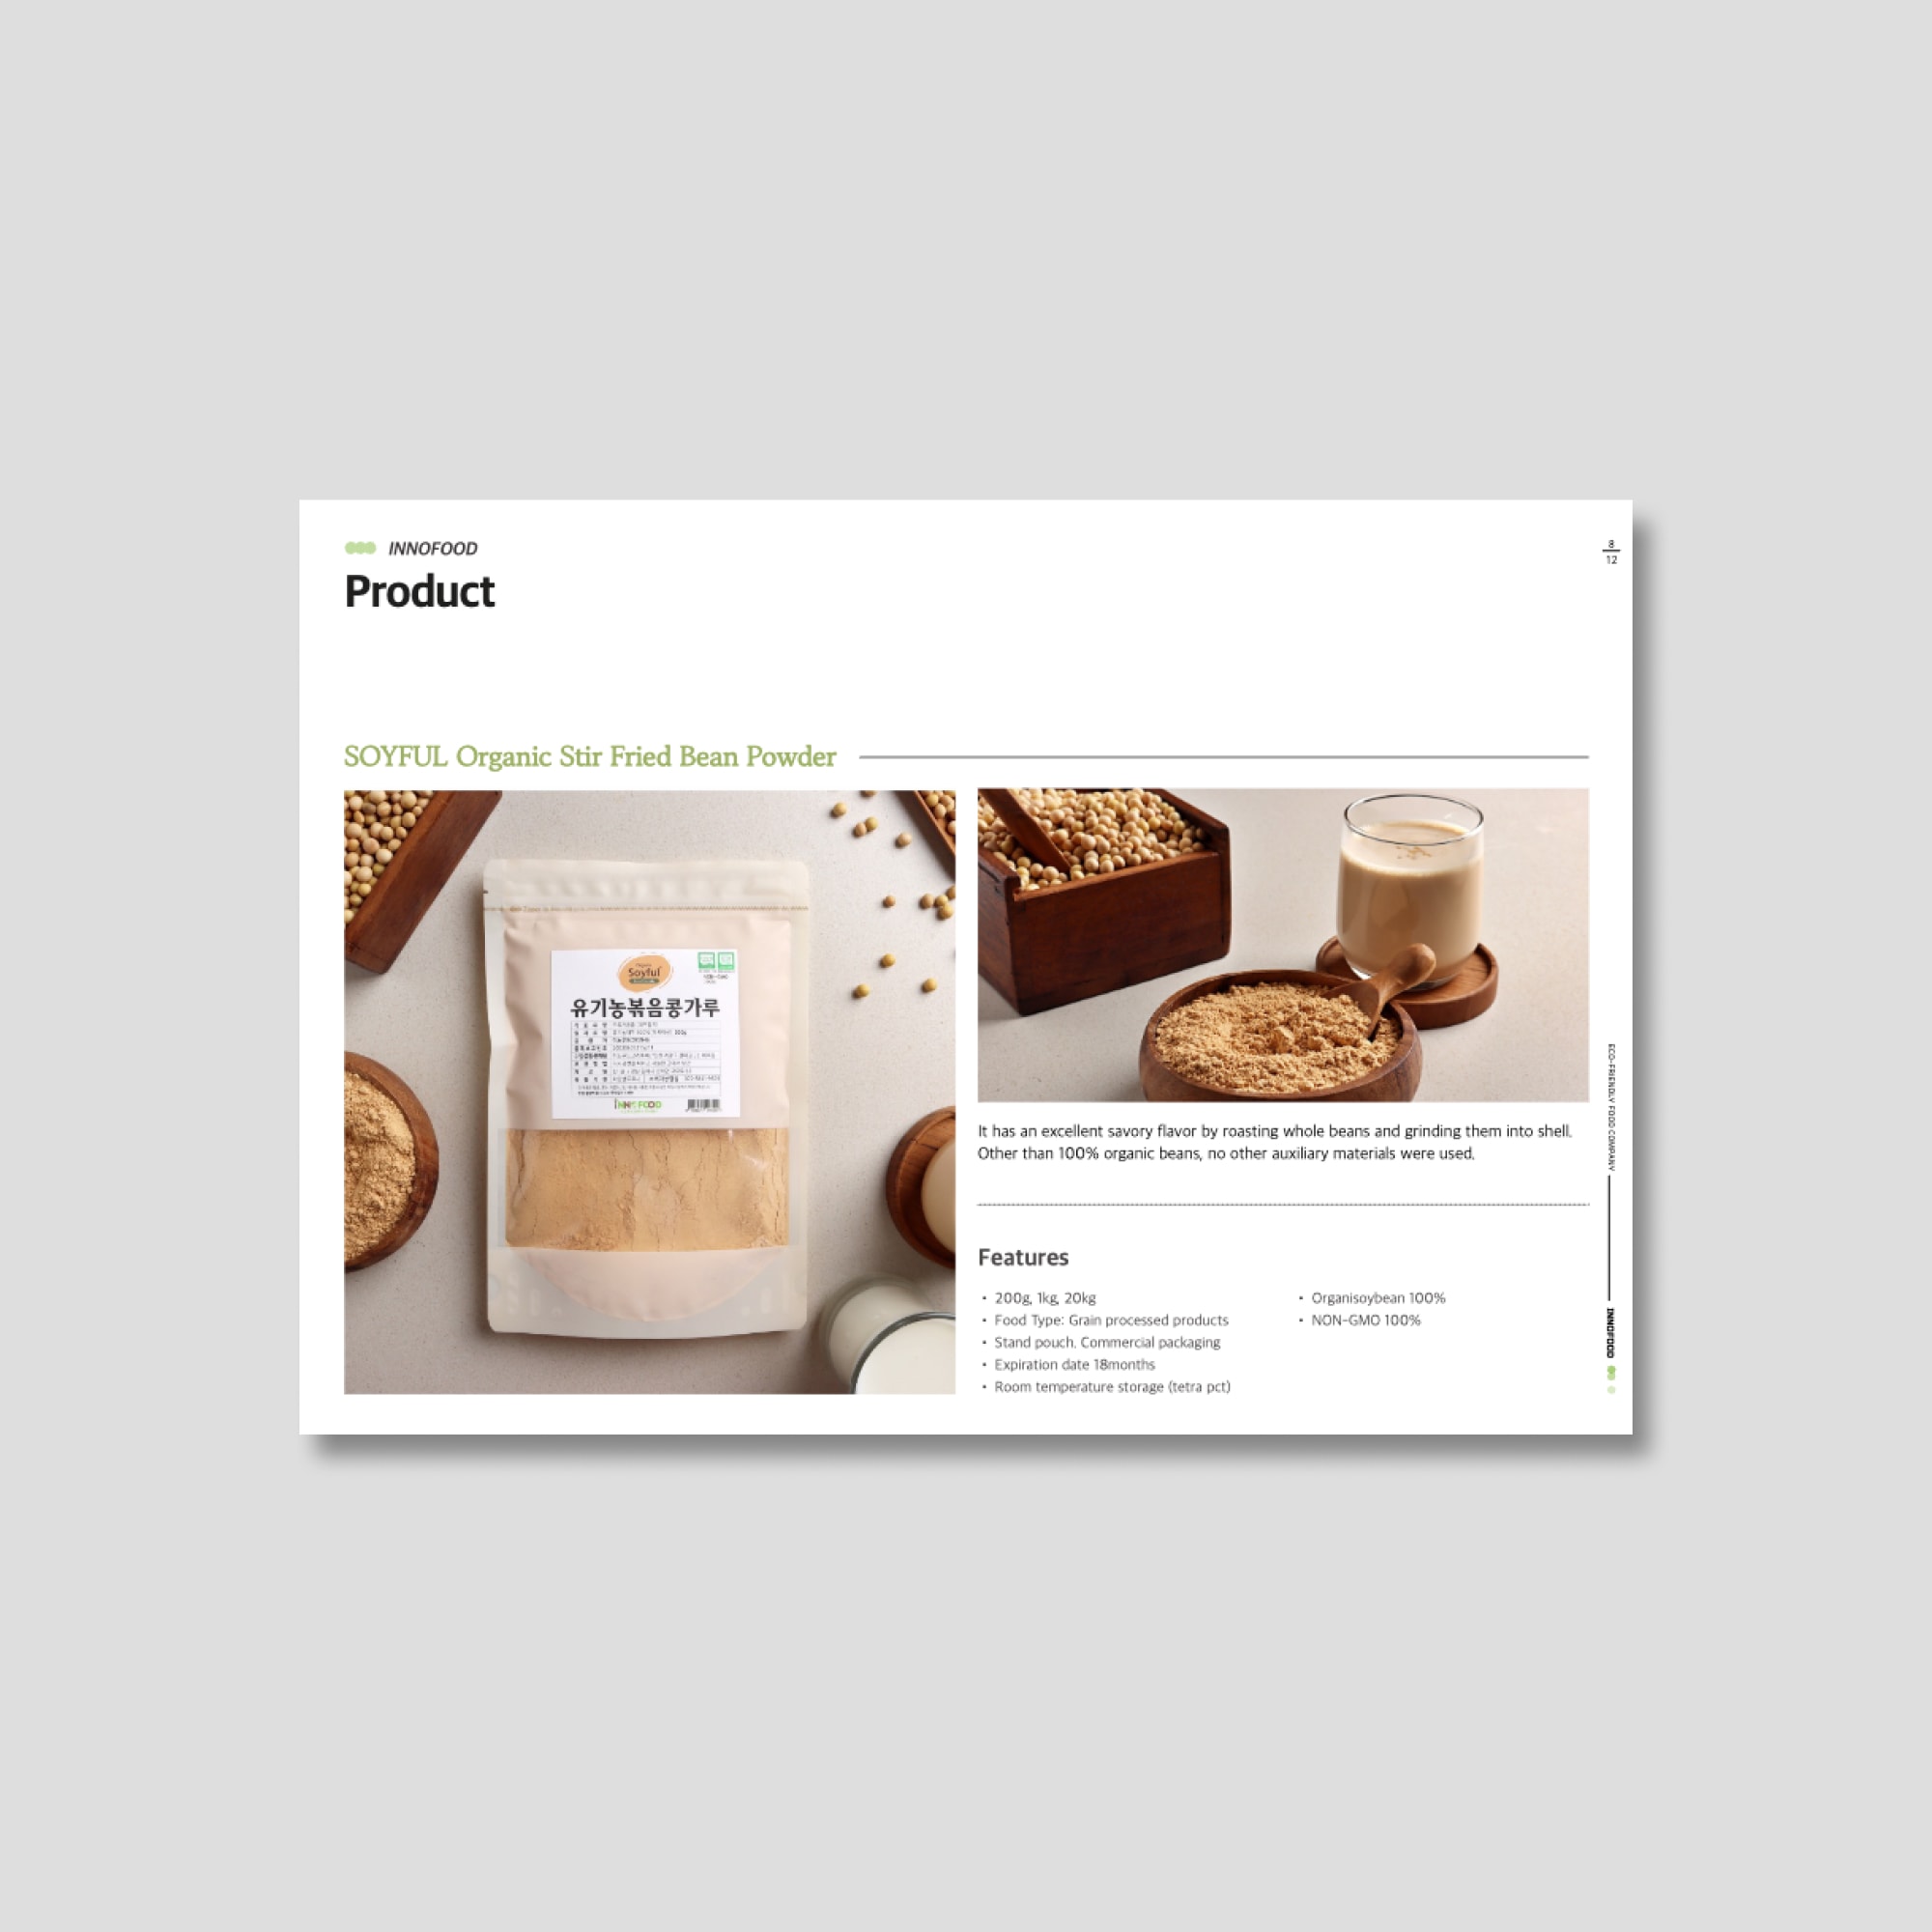 INNOFOOD
Product
8
12
SOYFUL Organic Stir Fried Bean Powder
Soyful
유기농볶음콩가루
INNOFOOD
It has an excellent savory flavor by roasting whole beans and grinding them into shell.
Other than 100% organic beans, no other auxiliary materials were used.
Features
• 200g, 1kg, 20kg
• Food Type: Grain processed products
• Stand pouch, Commercial packaging
• Expiration date 18months
• Room temperature storage (tetra pct)
• Organisoybean 100%
• NON-GMO 100%
ECO-FRIENDLY FOOD COMPANY
INNOFOOD